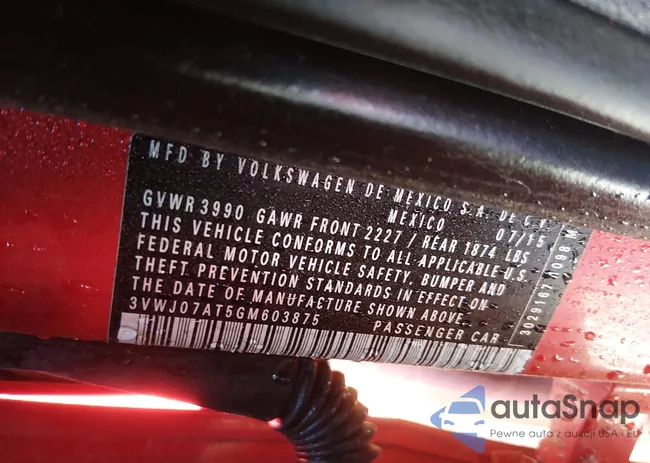 MFD BY VOLKSWAGEN DE MEXICO S.A. DE C.V.
MEXICO 07/15
GVWR 3990 GAWR FRONT 2227 / REAR 1874 LBS
THIS VEHICLE CONFORMS TO ALL APPLICABLE U.S.
FEDERAL MOTOR VEHICLE SAFETY, BUMPER AND
THEFT PREVENTION STANDARDS IN EFFECT ON
THE DATE OF MANUFACTURE SHOWN ABOVE
3VWJ07AT5GM603875 PASSENGER CAR
3029167
autaSnap
Pewne auta z aukcji USA i EU